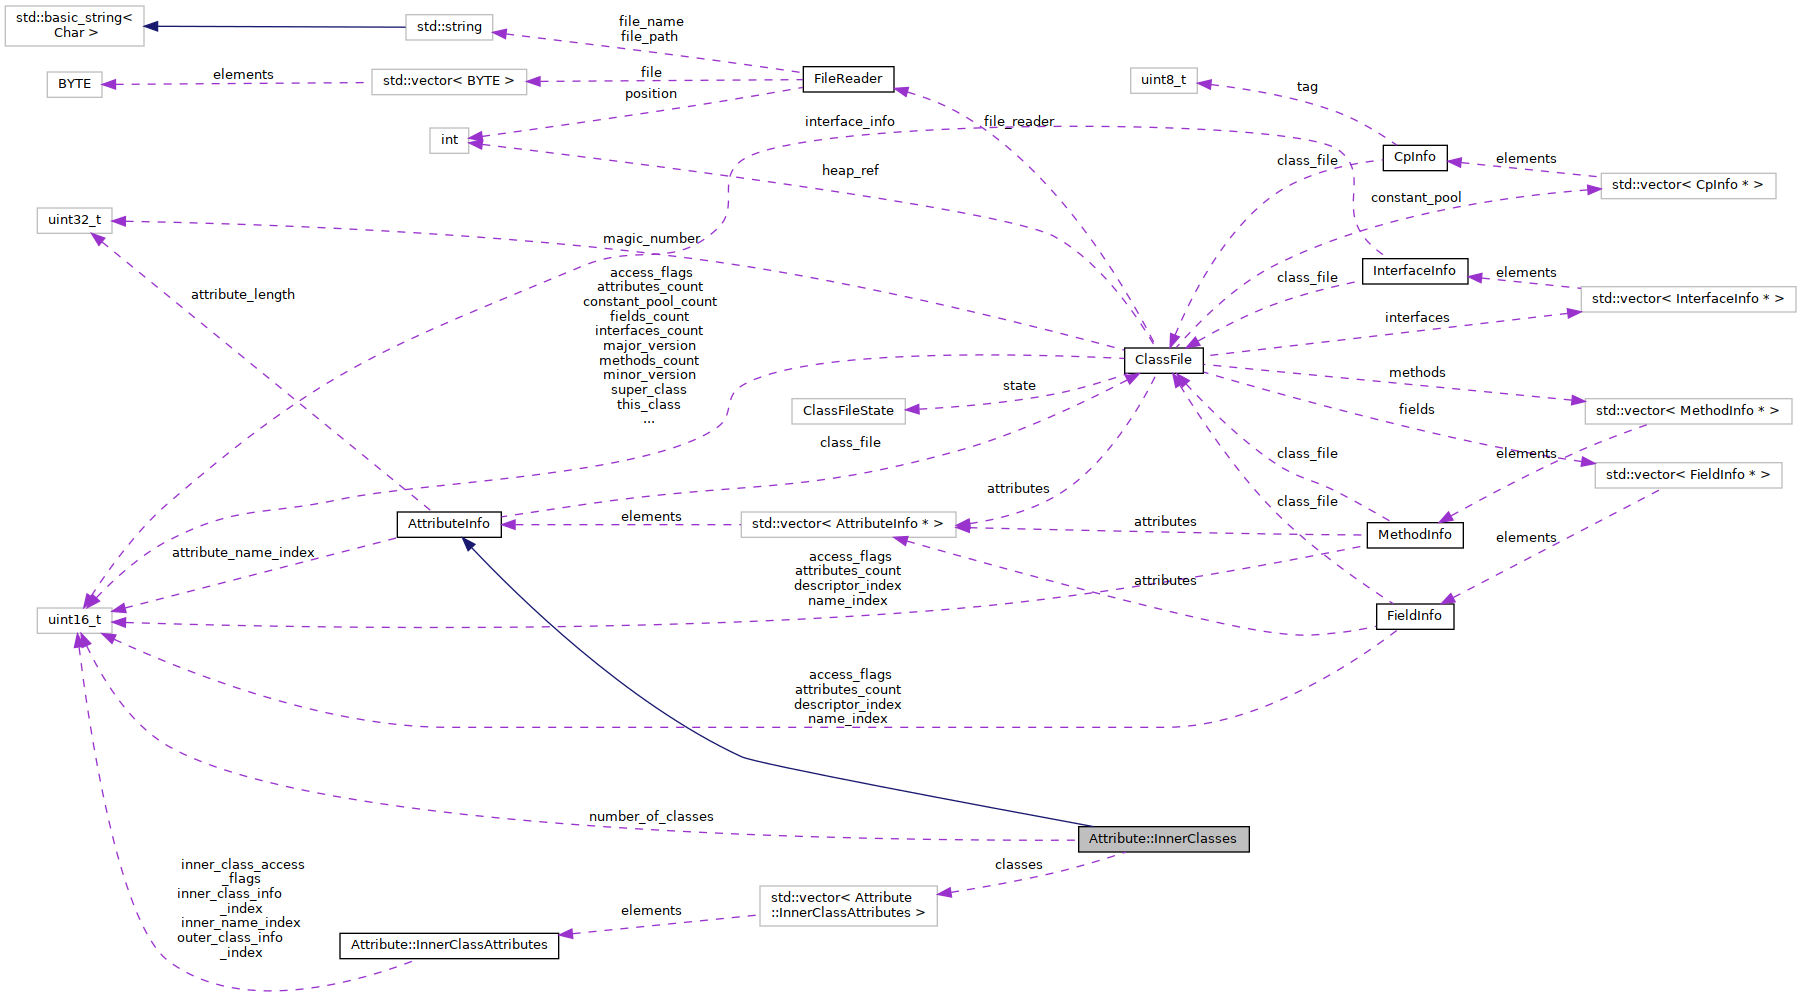 std::basic_string<
Char >
std::string
file_name
file_path
BYTE
elements
std::vector< BYTE >
file
FileReader
uint8_t
tag
position
int
interface_info
file_reader
CpInfo
class_file
elements
std::vector< CpInfo * >
heap_ref
constant_pool
uint32_t
magic_number
InterfaceInfo
class_file
elements
std::vector< InterfaceInfo * >
attribute_length
access_flags
attributes_count
constant_pool_count
fields_count
interfaces_count
major_version
methods_count
minor_version
super_class
this_class
...
interfaces
ClassFile
methods
state
ClassFileState
fields
std::vector< MethodInfo * >
class_file
class_file
elements
std::vector< FieldInfo * >
attributes
class_file
AttributeInfo
elements
std::vector< AttributeInfo * >
attributes
MethodInfo
elements
attribute_name_index
access_flags
attributes_count
descriptor_index
name_index
attributes
uint16_t
FieldInfo
access_flags
attributes_count
descriptor_index
name_index
number_of_classes
Attribute::InnerClasses
classes
inner_class_access
_flags
inner_class_info
_index
inner_name_index
outer_class_info
_index
std::vector< Attribute
::InnerClassAttributes >
elements
Attribute::InnerClassAttributes